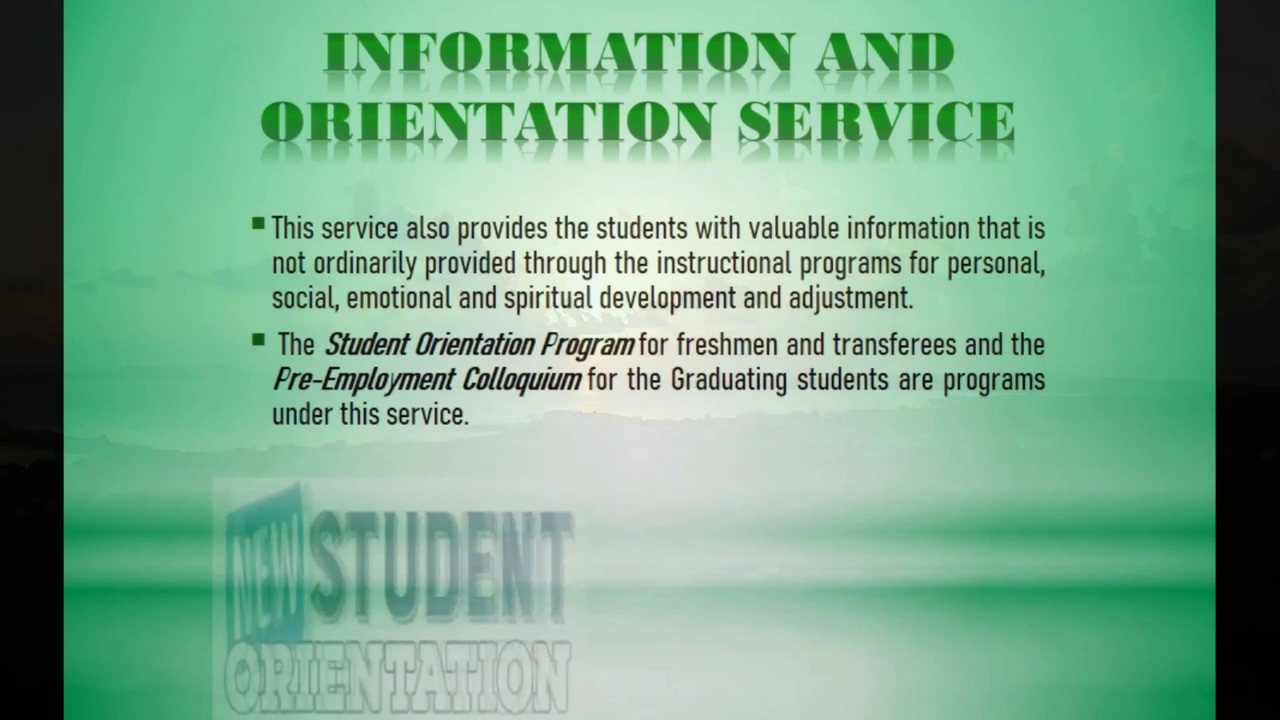 INFORMATION AND
ORIENTATION SERVICE
▪ This service also provides the students with valuable information that is
not ordinarily provided through the instructional programs for personal,
social, emotional and spiritual development and adjustment.
▪ The Student Orientation Program for freshmen and transferees and the
Pre-Employment Colloquium for the Graduating students are programs
under this service.
NEW STUDENT
ORIENTATION